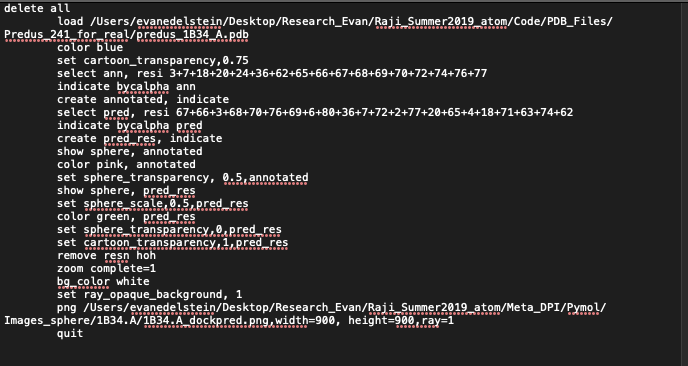 delete all
load /Users/evanedelstein/Desktop/Research_Evan/Raji_Summer2019_atom/Code/PDB_Files/
Predus_241_for_real/predus_1B34_A.pdb
color blue
set cartoon_transparency,0.75
select ann, resi 3+7+18+20+24+36+62+65+66+67+68+69+70+72+74+76+77
indicate bycalpha ann
create annotated, indicate
select pred, resi 67+66+3+68+70+76+69+6+80+36+7+72+2+77+20+65+4+18+71+63+74+62
indicate bycalpha pred
create pred_res, indicate
show sphere, annotated
color pink, annotated
set sphere_transparency, 0.5,annotated
show sphere, pred_res
set sphere_scale,0.5,pred_res
color green, pred_res
set sphere_transparency,0,pred_res
set cartoon_transparency,1,pred_res
remove resn hoh
zoom complete=1
bg_color white
set ray_opaque_background, 1
png /Users/evanedelstein/Desktop/Research_Evan/Raji_Summer2019_atom/Meta_DPI/Pymol/
Images_sphere/1B34.A/1B34.A_dockpred.png,width=900, height=900,ray=1
quit